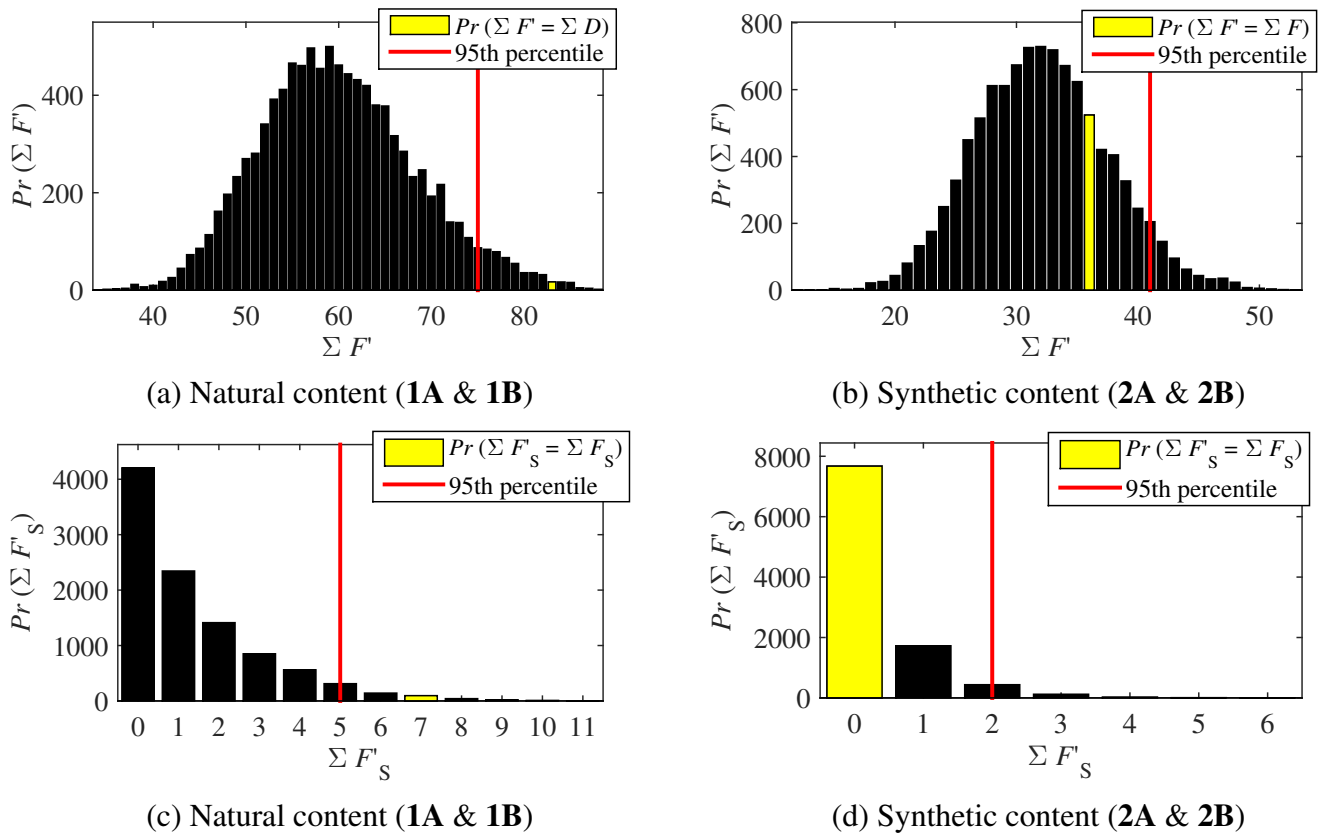 Pr (Σ F' = Σ D)
95th percentile
Pr (Σ F')
400
200
0
40 50 60 70 80
Σ F'
(a) Natural content (1A & 1B)
Pr (Σ F' = Σ F)
95th percentile
Pr (Σ F')
800
600
400
200
0
20 30 40 50
Σ F'
(b) Synthetic content (2A & 2B)
Pr (Σ F'S = Σ FS)
95th percentile
Pr (Σ F'S)
4000
3000
2000
1000
0
0 1 2 3 4 5 6 7 8 9 10 11
Σ F'S
(c) Natural content (1A & 1B)
Pr (Σ F'S = Σ FS)
95th percentile
Pr (Σ F'S)
8000
6000
4000
2000
0
0 1 2 3 4 5 6
Σ F'S
(d) Synthetic content (2A & 2B)